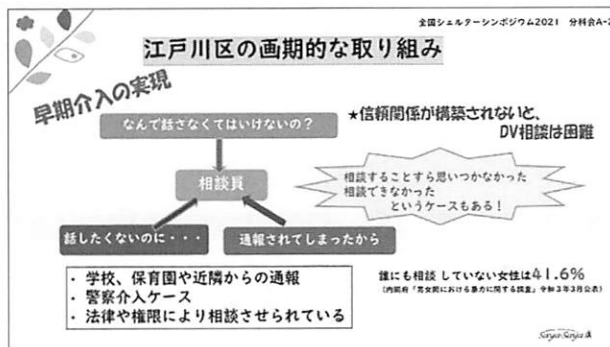 全国シェルターシンポジウム2021 分科会A-2
江戸川区の画期的な取り組み
早期介入の実現
なんで話さなくてはいけないの？
★信頼関係が構築されないと、
DV相談は困難
相談員
相談することすら思いつかなかった
相談できなかった
というケースもある！
話したくないのに・・・
通報されてしまったから
・ 学校、保育園や近隣からの通報
・ 警察介入ケース
・ 法律や権限により相談させられている
誰にも相談 していない女性は41.6%
（内閣府「男女間における暴力に関する調査」令和3年3月公表）